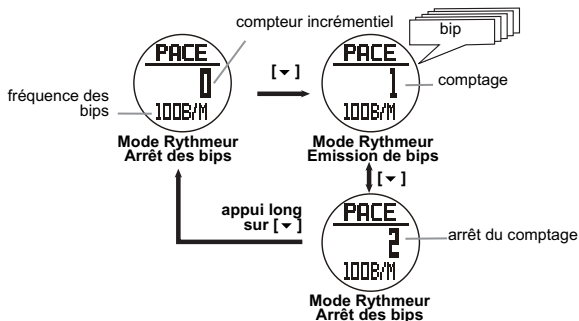 compteur incrémentiel
bip
PACE
0
100B/M
fréquence des
bips
[ ▾ ]
PACE
1
100B/M
comptage
Mode Rythmeur
Arrêt des bips
Mode Rythmeur
Emission de bips
[ ▾ ]
appui long
sur [ ▾ ]
PACE
2
100B/M
arrêt du comptage
Mode Rythmeur
Arrêt des bips